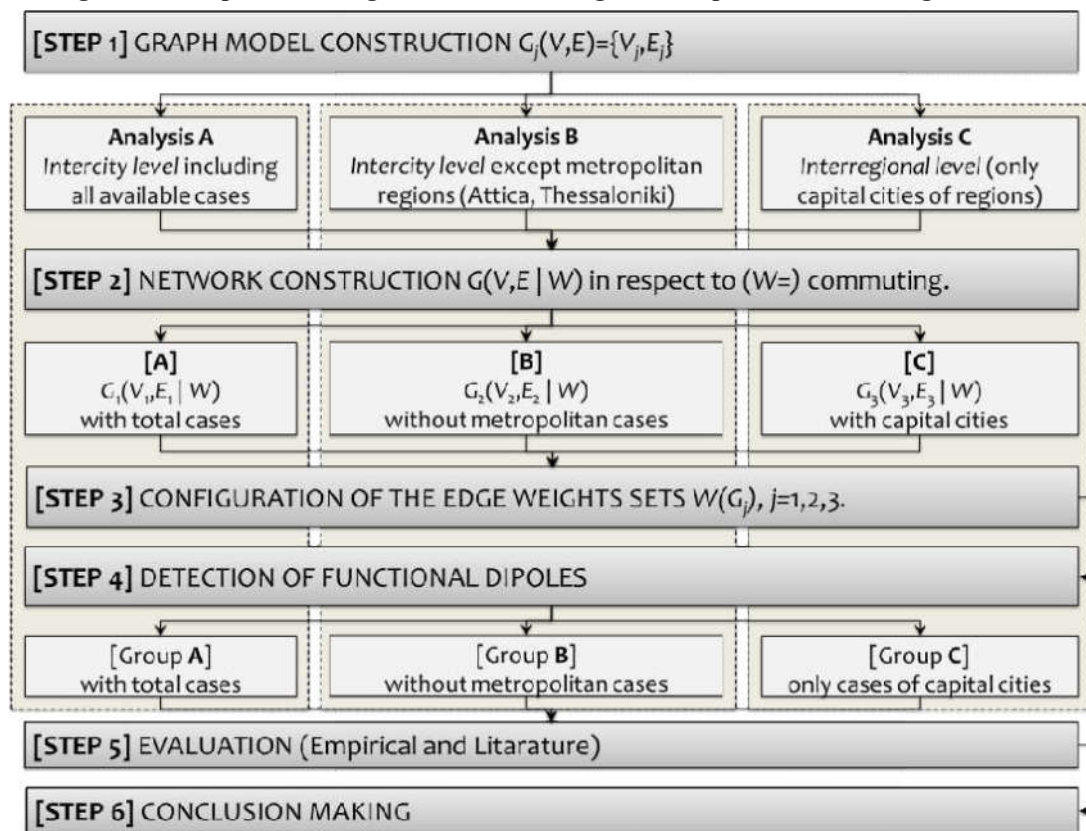 [STEP 1] GRAPH MODEL CONSTRUCTION Gj(V,E)={Vj,Ej}
Analysis A
Intercity level including
all available cases
Analysis B
Intercity level except metropolitan
regions (Attica, Thessaloniki)
Analysis C
Interregional level (only
capital cities of regions)
[STEP 2] NETWORK CONSTRUCTION G(V,E | W) in respect to (W=) commuting.
[A]
G1(V1,E1 | W)
with total cases
[B]
G2(V2,E2 | W)
without metropolitan cases
[C]
G3(V3,E3 | W)
with capital cities
[STEP 3] CONFIGURATION OF THE EDGE WEIGHTS SETS W(Gj), j=1,2,3.
[STEP 4] DETECTION OF FUNCTIONAL DIPOLES
[Group A]
with total cases
[Group B]
without metropolitan cases
[Group C]
only cases of capital cities
[STEP 5] EVALUATION (Empirical and Litarature)
[STEP 6] CONCLUSION MAKING